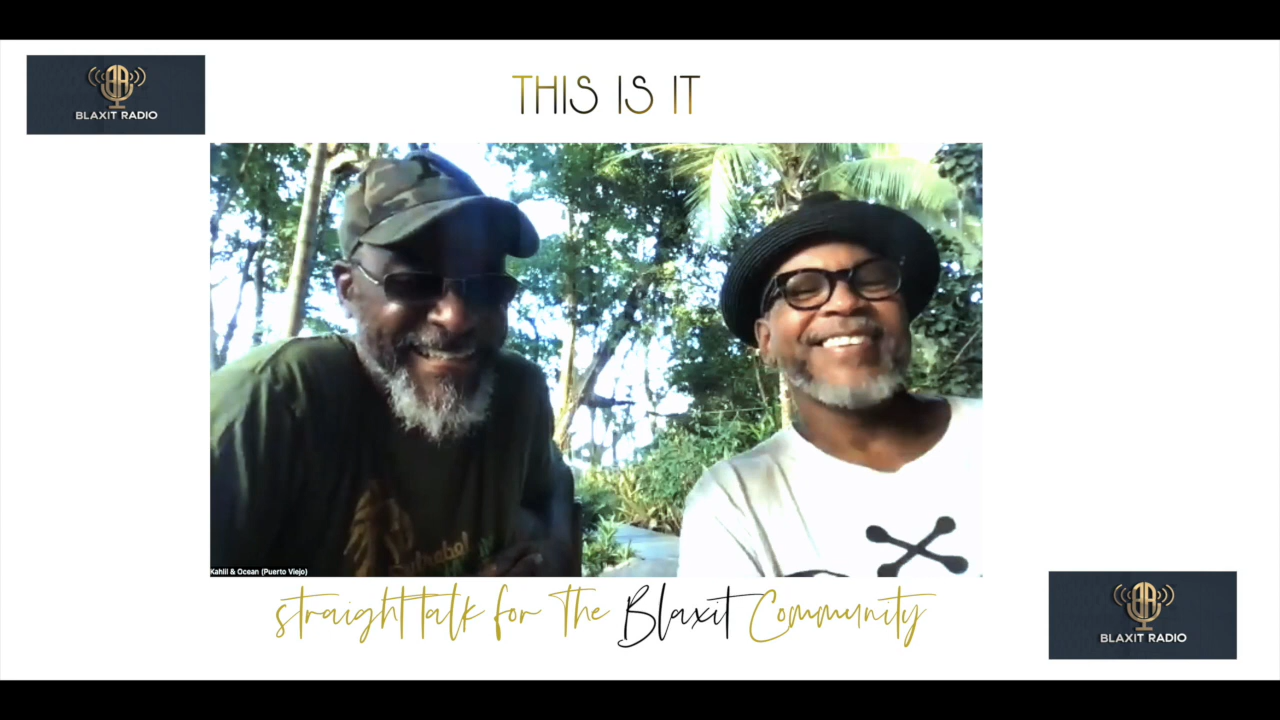 BLAXIT RADIO
THIS IS IT
Kahlil & Ocean (Puerto Viejo)
straight talk for the Blaxit Community
BLAXIT RADIO